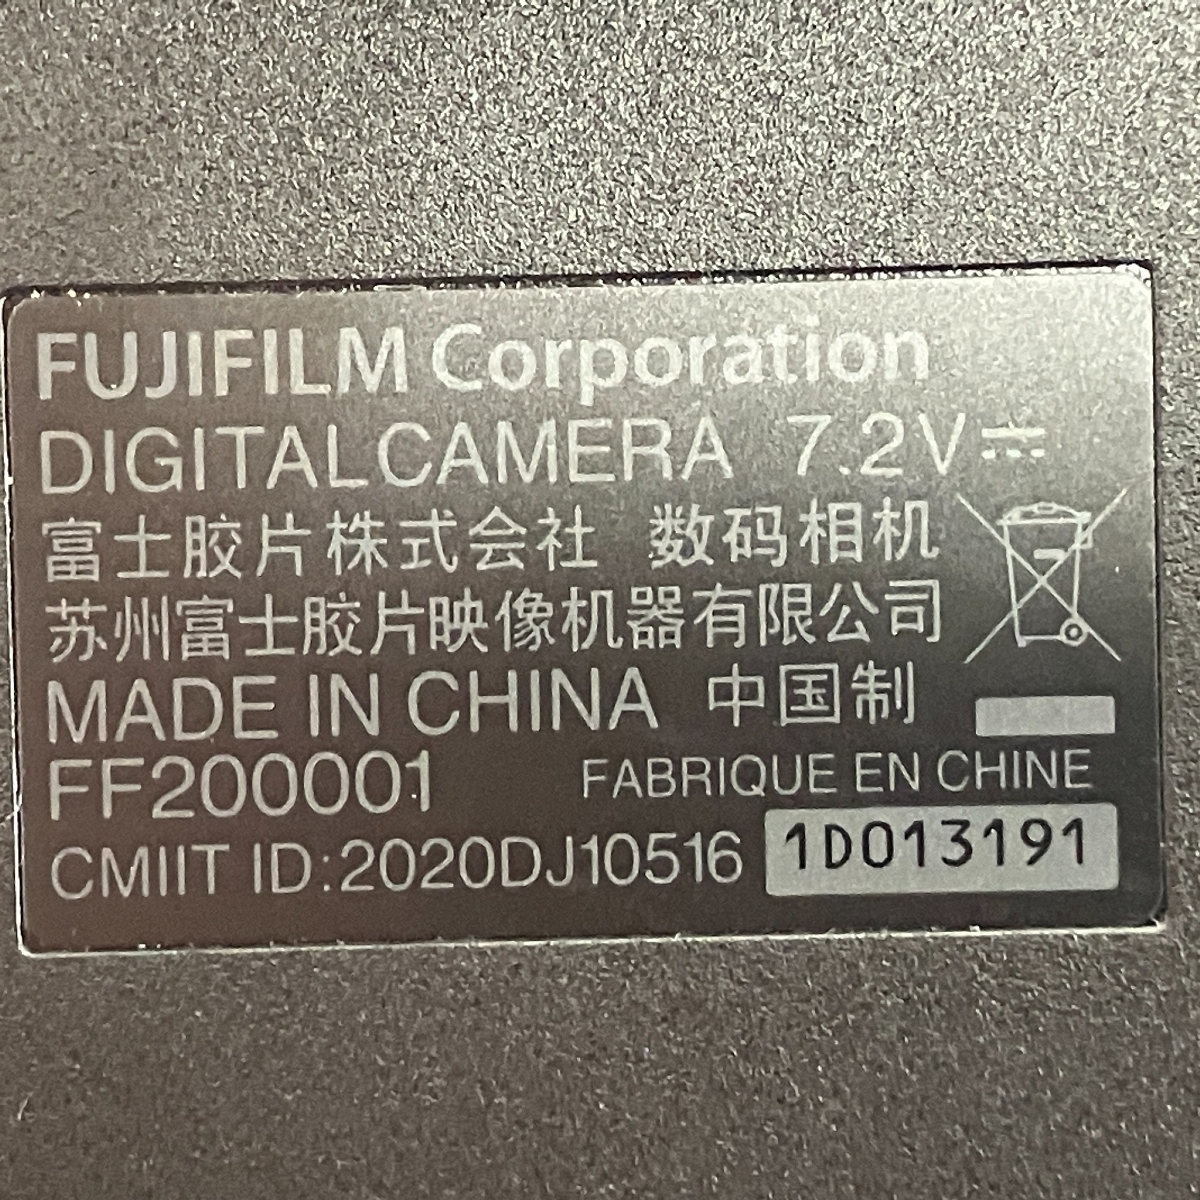 FUJIFILM Corporation
DIGITAL CAMERA 7.2V⎓
富士胶片株式会社 数码相机
苏州富士胶片映像机器有限公司
MADE IN CHINA 中国制
FF200001 FABRIQUE EN CHINE
CMIIT ID:2020DJ10516 1D013191